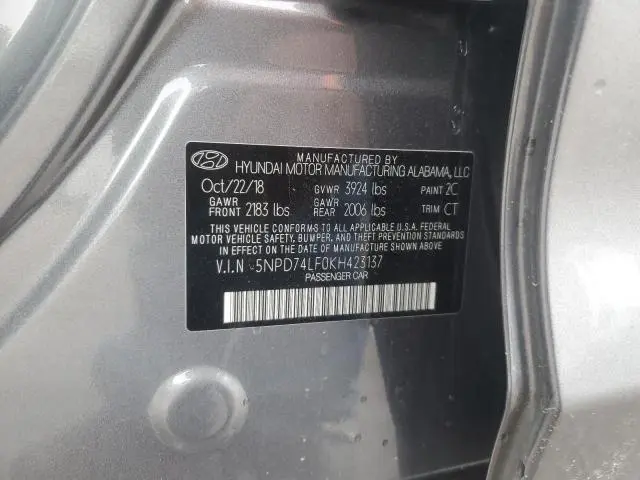 MANUFACTURED BY
HYUNDAI MOTOR MANUFACTURING ALABAMA, LLC
Oct/22/18 GVWR 3924 lbs PAINT 2C
GAWR FRONT 2183 lbs GAWR REAR 2006 lbs TRIM CT
THIS VEHICLE CONFORMS TO ALL APPLICABLE U.S.A. FEDERAL
MOTOR VEHICLE SAFETY, BUMPER, AND THEFT PREVENTION STANDARDS
IN EFFECT ON THE DATE OF MANUFACTURE SHOWN ABOVE.
V.I.N 5NPD74LF0KH423137
PASSENGER CAR